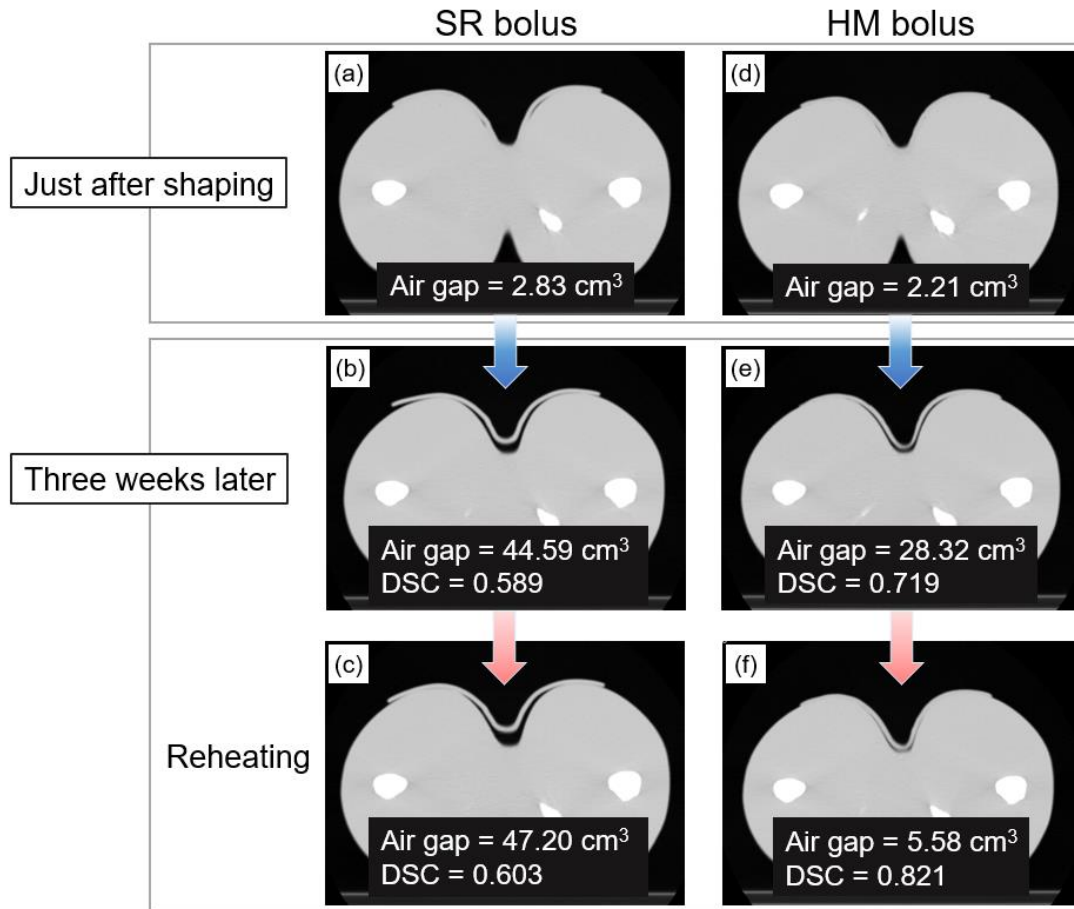 SR bolus
HM bolus
Just after shaping
(a)
Air gap = 2.83 cm³
(d)
Air gap = 2.21 cm³
Three weeks later
(b)
Air gap = 44.59 cm³
DSC = 0.589
(e)
Air gap = 28.32 cm³
DSC = 0.719
Reheating
(c)
Air gap = 47.20 cm³
DSC = 0.603
(f)
Air gap = 5.58 cm³
DSC = 0.821